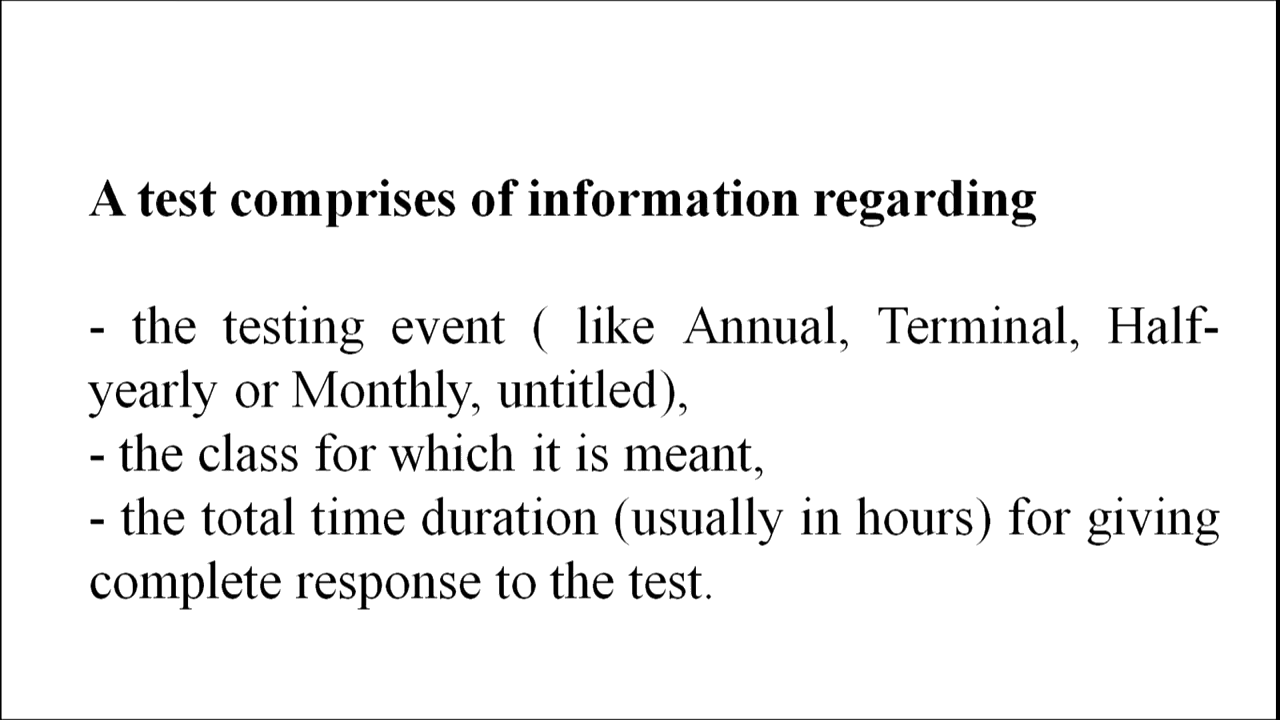 A test comprises of information regarding
- the testing event ( like Annual, Terminal, Half-
yearly or Monthly, untitled),
- the class for which it is meant,
- the total time duration (usually in hours) for giving
complete response to the test.